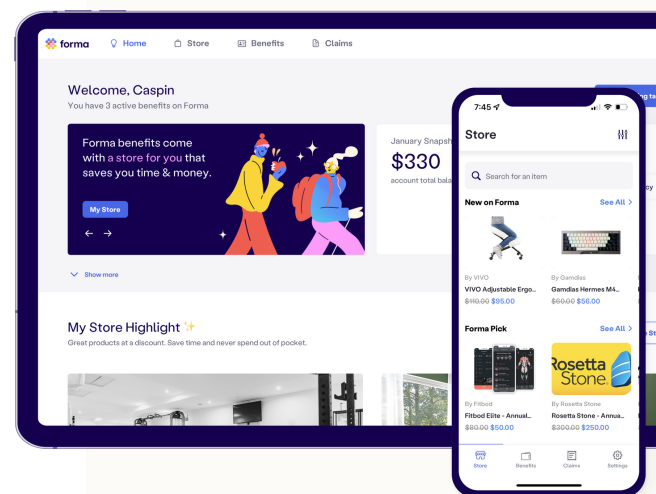 forma
Home
Store
Benefits
Claims
Welcome, Caspin
You have 3 active benefits on Forma
Forma benefits come
with a store for you that
saves you time & money.
My Store
January
$330
account total
Show more
My Store Highlight
Great products at a discount. Save time and never spend out of pocket.
7:45
Store
Search for an item
New on Forma
See All
By VIVO
By Gamdias
VIVO Adjustable Ergo...
Gamdias Hermes M4...
$110.00 $95.00
$60.00 $56.00
Forma Pick
See All
Rosetta
Stone
By Fitbod
By Rosetta Stone
Fitbod Elite - Annual...
Rosetta Stone - Annua...
$80.00 $50.00
$300.00 $250.00
Store
Benefits
Claims
Settings